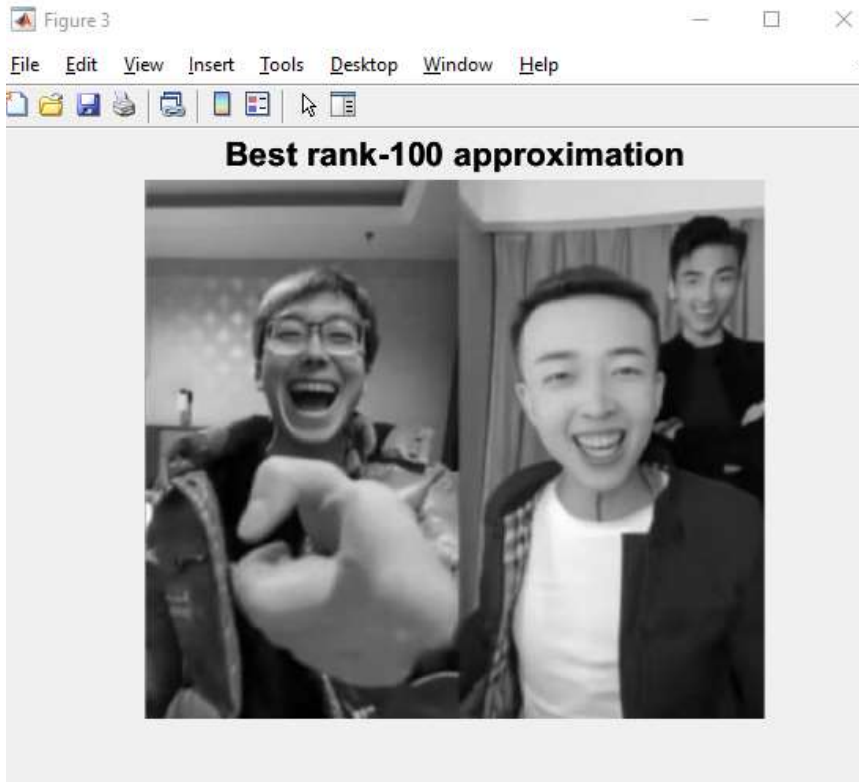 Figure 3
File Edit View Insert Tools Desktop Window Help
Best rank-100 approximation